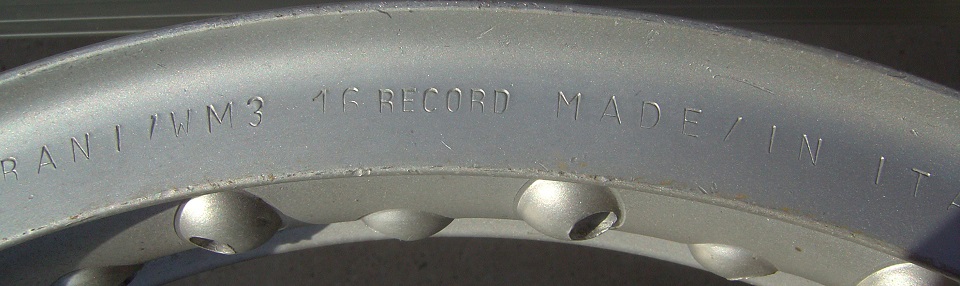 RANI/WM3 16 RECORD MADE/IN IT